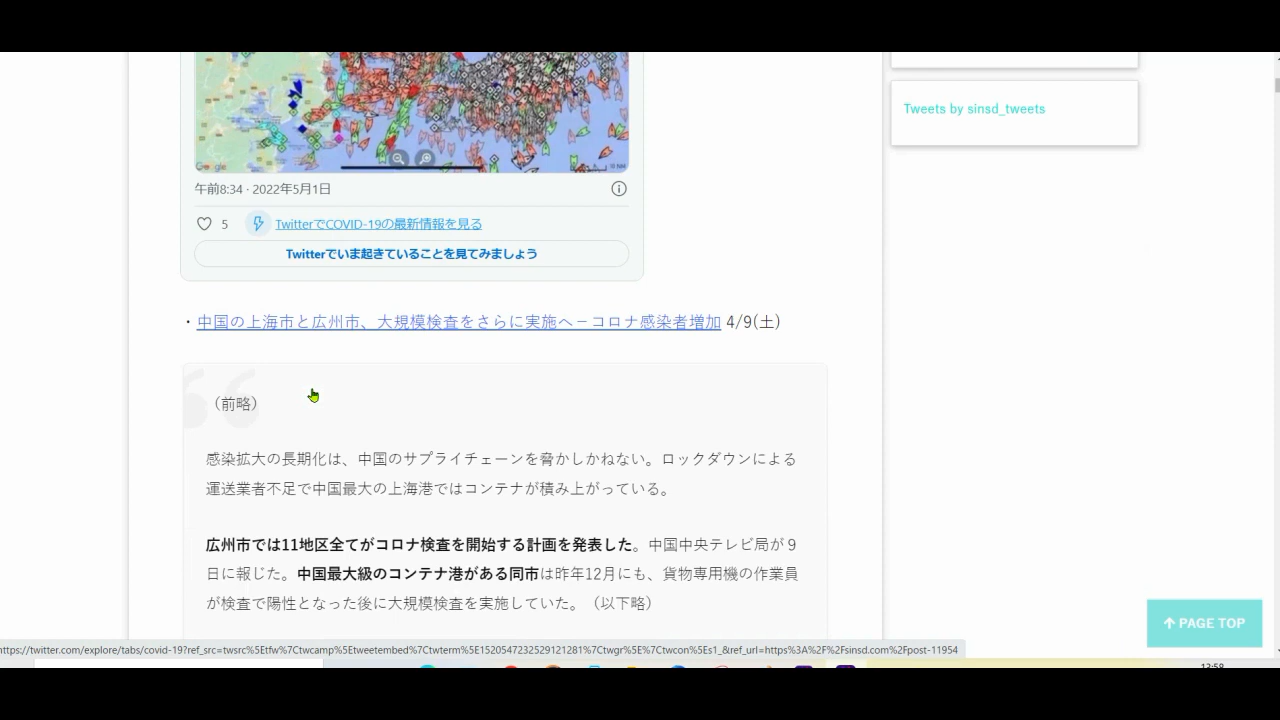 Tweets by sinsd_tweets
Google
午前8:34 · 2022年5月1日
5 TwitterでCOVID-19の最新情報を見る
Twitterでいま起きていることを見てみましょう
・中国の上海市と広州市、大規模検査をさらに実施へ－コロナ感染者増加 4/9(土)
（前略）
感染拡大の長期化は、中国のサプライチェーンを脅かしかねない。ロックダウンによる
運送業者不足で中国最大の上海港ではコンテナが積み上がっている。
広州市では11地区全てがコロナ検査を開始する計画を発表した。中国中央テレビ局が９
日に報じた。中国最大級のコンテナ港がある同市は昨年12月にも、貨物専用機の作業員
が検査で陽性となった後に大規模検査を実施していた。（以下略）
PAGE TOP
https://twitter.com/explore/tabs/covid-19?ref_src=twsrc%5Etfw%7Ctwcamp%5Etweetembed%7Ctwterm%5E1520547232529121281%7Ctwgr%5E%7Ctwcon%5Es1_&ref_url=https%3A%2F%2Fsinsd.com%2Fpost-11954